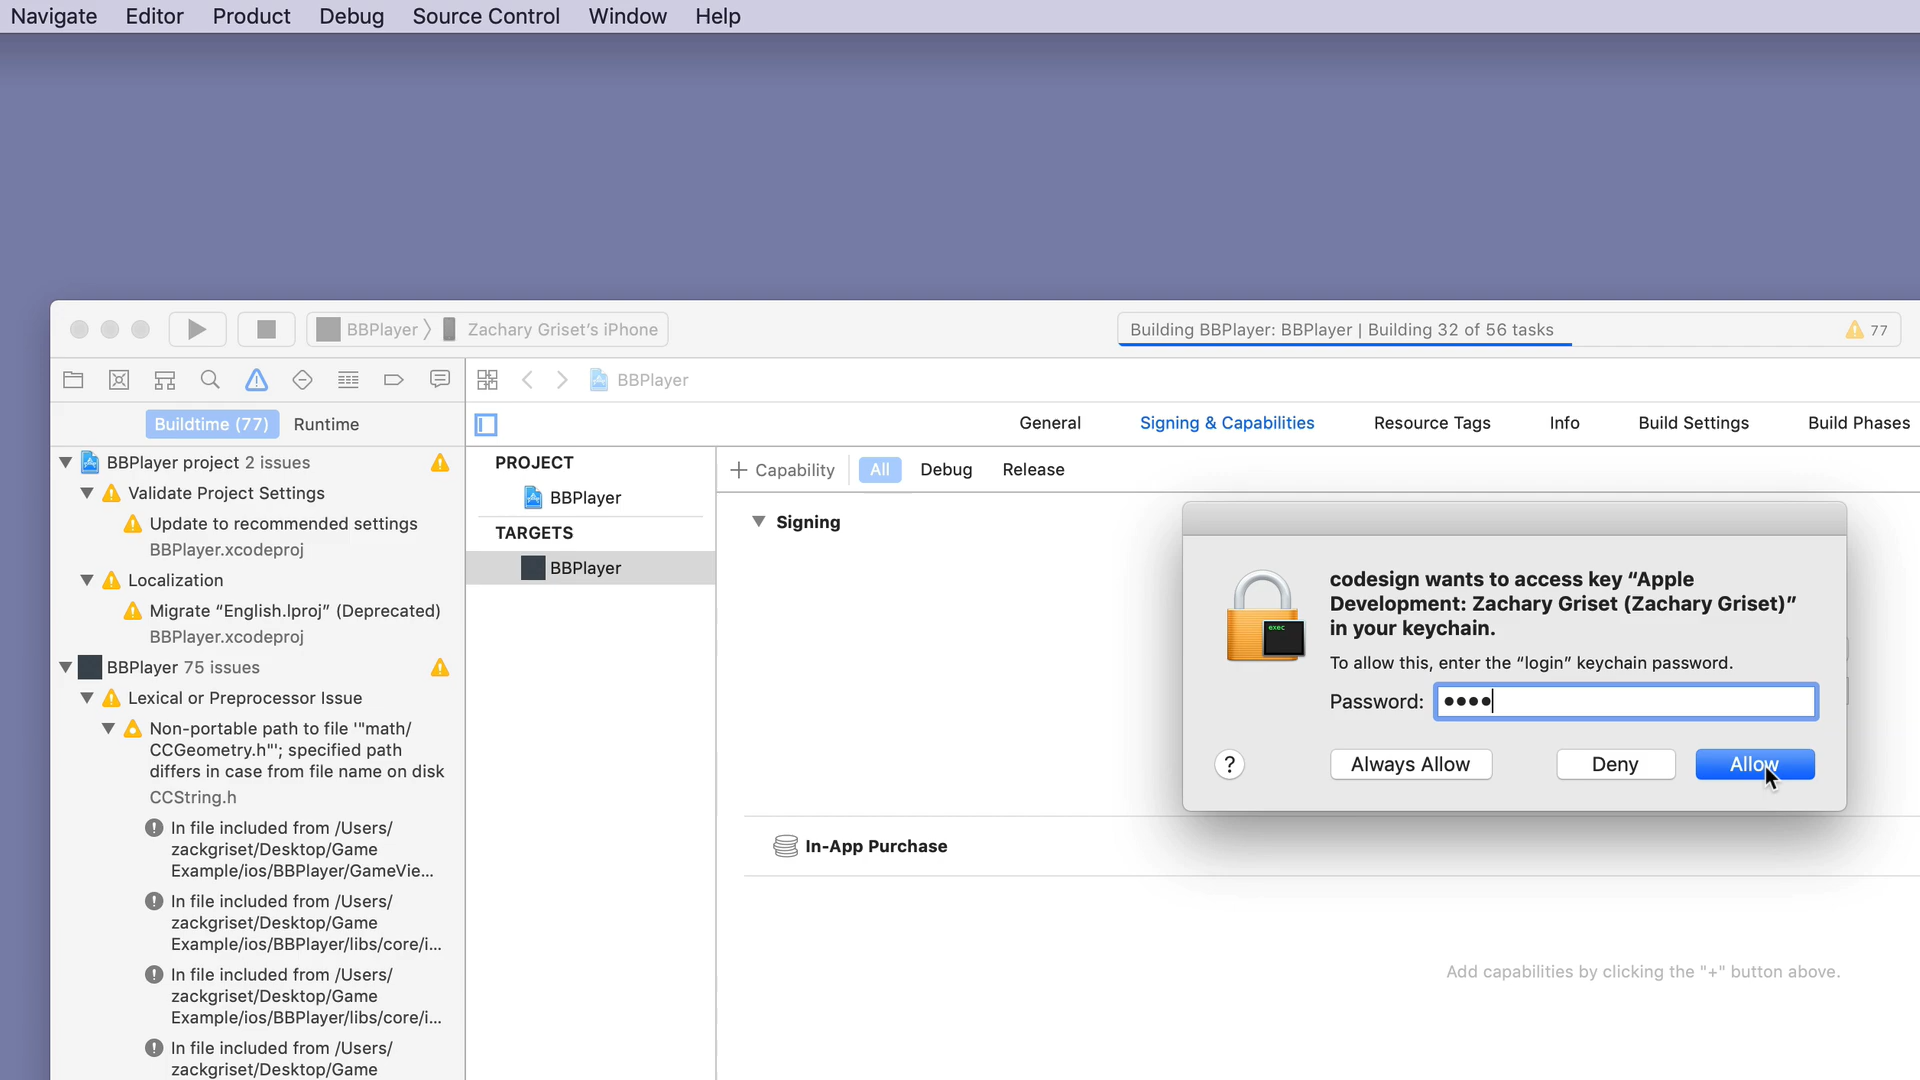 Navigate Editor Product Debug Source Control Window Help
BBPlayer 〉 Zachary Griset’s iPhone
Building BBPlayer: BBPlayer | Building 32 of 56 tasks
77
BBPlayer
Buildtime (77) Runtime
General Signing & Capabilities Resource Tags Info Build Settings Build Phases
BBPlayer project 2 issues
Validate Project Settings
Update to recommended settings
BBPlayer.xcodeproj
Localization
Migrate “English.lproj” (Deprecated)
BBPlayer.xcodeproj
BBPlayer 75 issues
Lexical or Preprocessor Issue
Non-portable path to file '"math/
CCGeometry.h"'; specified path
differs in case from file name on disk
CCString.h
In file included from /Users/
zackgriset/Desktop/Game
Example/ios/BBPlayer/GameVie...
In file included from /Users/
zackgriset/Desktop/Game
Example/ios/BBPlayer/libs/core/i...
In file included from /Users/
zackgriset/Desktop/Game
Example/ios/BBPlayer/libs/core/i...
In file included from /Users/
zackgriset/Desktop/Game
PROJECT
BBPlayer
TARGETS
BBPlayer
+ Capability All Debug Release
Signing
codesign wants to access key “Apple
Development: Zachary Griset (Zachary Griset)”
in your keychain.
exec
To allow this, enter the “login” keychain password.
Password: ••••
? Always Allow Deny Allow
In-App Purchase
Add capabilities by clicking the "+" button above.